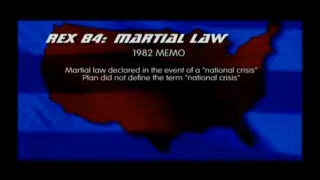 REX 84: MARTIAL LAW
1982 MEMO
Martial law declared in the event of a "national crisis"
Plan did not define the term "national crisis"